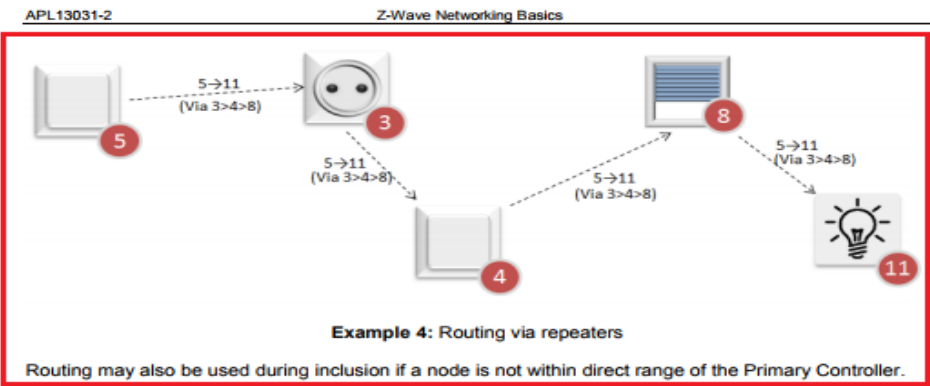 APL13031-2 Z-Wave Networking Basics
5→11
(Via 3>4>8)
3
5
8
5→11
(Via 3>4>8)
5→11
(Via 3>4>8)
5→11
(Via 3>4>8)
4
11
Example 4: Routing via repeaters
Routing may also be used during inclusion if a node is not within direct range of the Primary Controller.